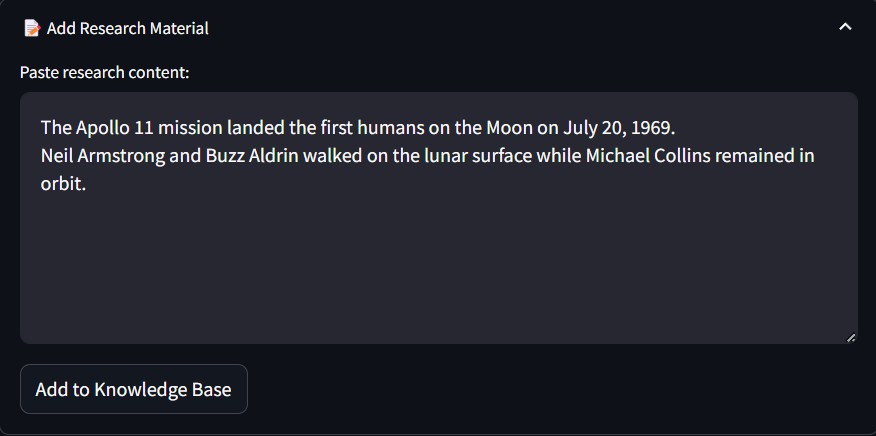 📝 Add Research Material
Paste research content:
The Apollo 11 mission landed the first humans on the Moon on July 20, 1969.
Neil Armstrong and Buzz Aldrin walked on the lunar surface while Michael Collins remained in
orbit.
Add to Knowledge Base